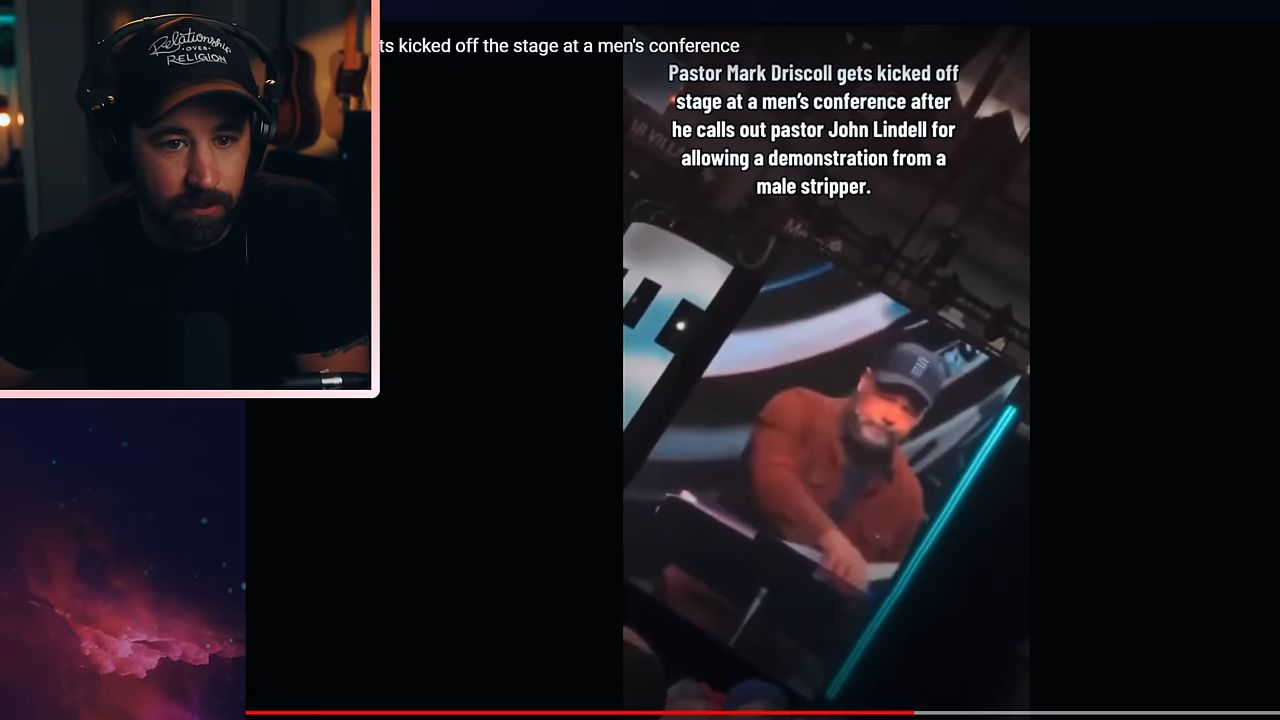 Relationship
OVER
RELIGION
ts kicked off the stage at a men's conference
Pastor Mark Driscoll gets kicked off
stage at a men's conference after
he calls out pastor John Lindell for
allowing a demonstration from a
male stripper.